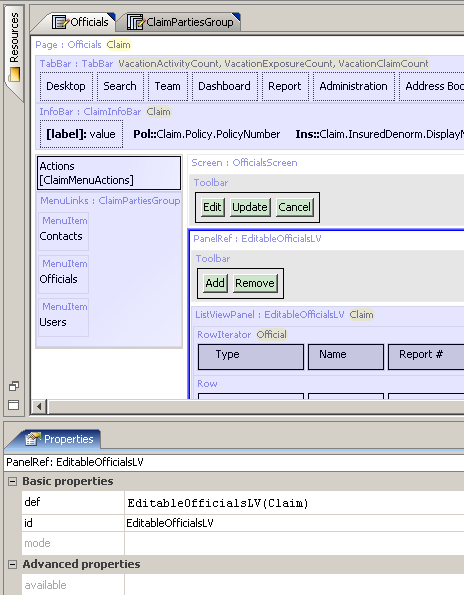 Resources
Officials
ClaimPartiesGroup
Page : Officials Claim
TabBar : TabBar VacationActivityCount, VacationExposureCount, VacationClaimCount
Desktop Search Team Dashboard Report Administration Address Boo
InfoBar : ClaimInfoBar Claim
[label]: value Pol::Claim.Policy.PolicyNumber Ins::Claim.InsuredDenorm.DisplayN
Actions
[ClaimMenuActions]
MenuLinks : ClaimPartiesGroup
MenuItem
Contacts
MenuItem
Officials
MenuItem
Users
Screen : OfficialsScreen
Toolbar
Edit Update Cancel
PanelRef : EditableOfficialsLV
Toolbar
Add Remove
ListViewPanel : EditableOfficialsLV Claim
RowIterator Official
Type Name Report #
Row
Properties
PanelRef: EditableOfficialsLV
Basic properties
def EditableOfficialsLV(Claim)
id EditableOfficialsLV
mode
Advanced properties
available